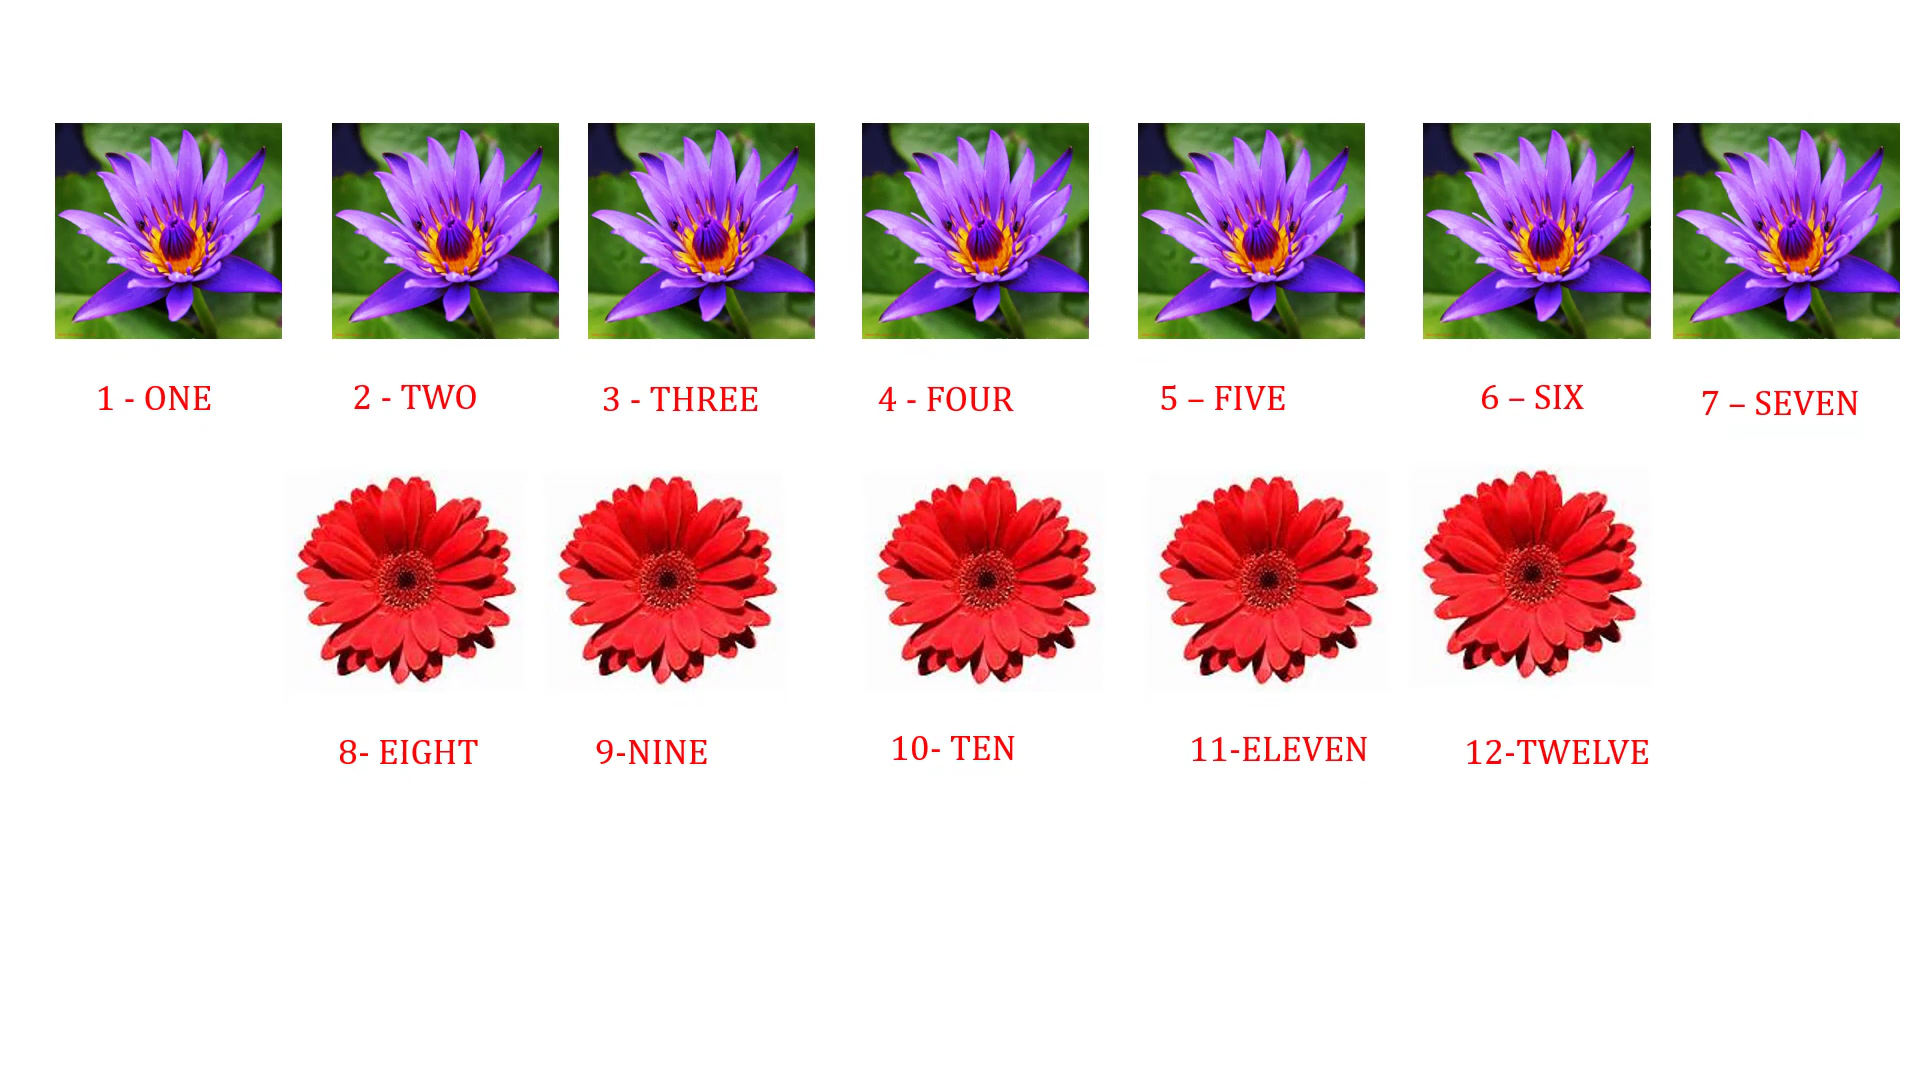 1 - ONE
2 - TWO
3 - THREE
4 - FOUR
5 – FIVE
6 – SIX
7 – SEVEN
8- EIGHT
9-NINE
10- TEN
11-ELEVEN
12-TWELVE